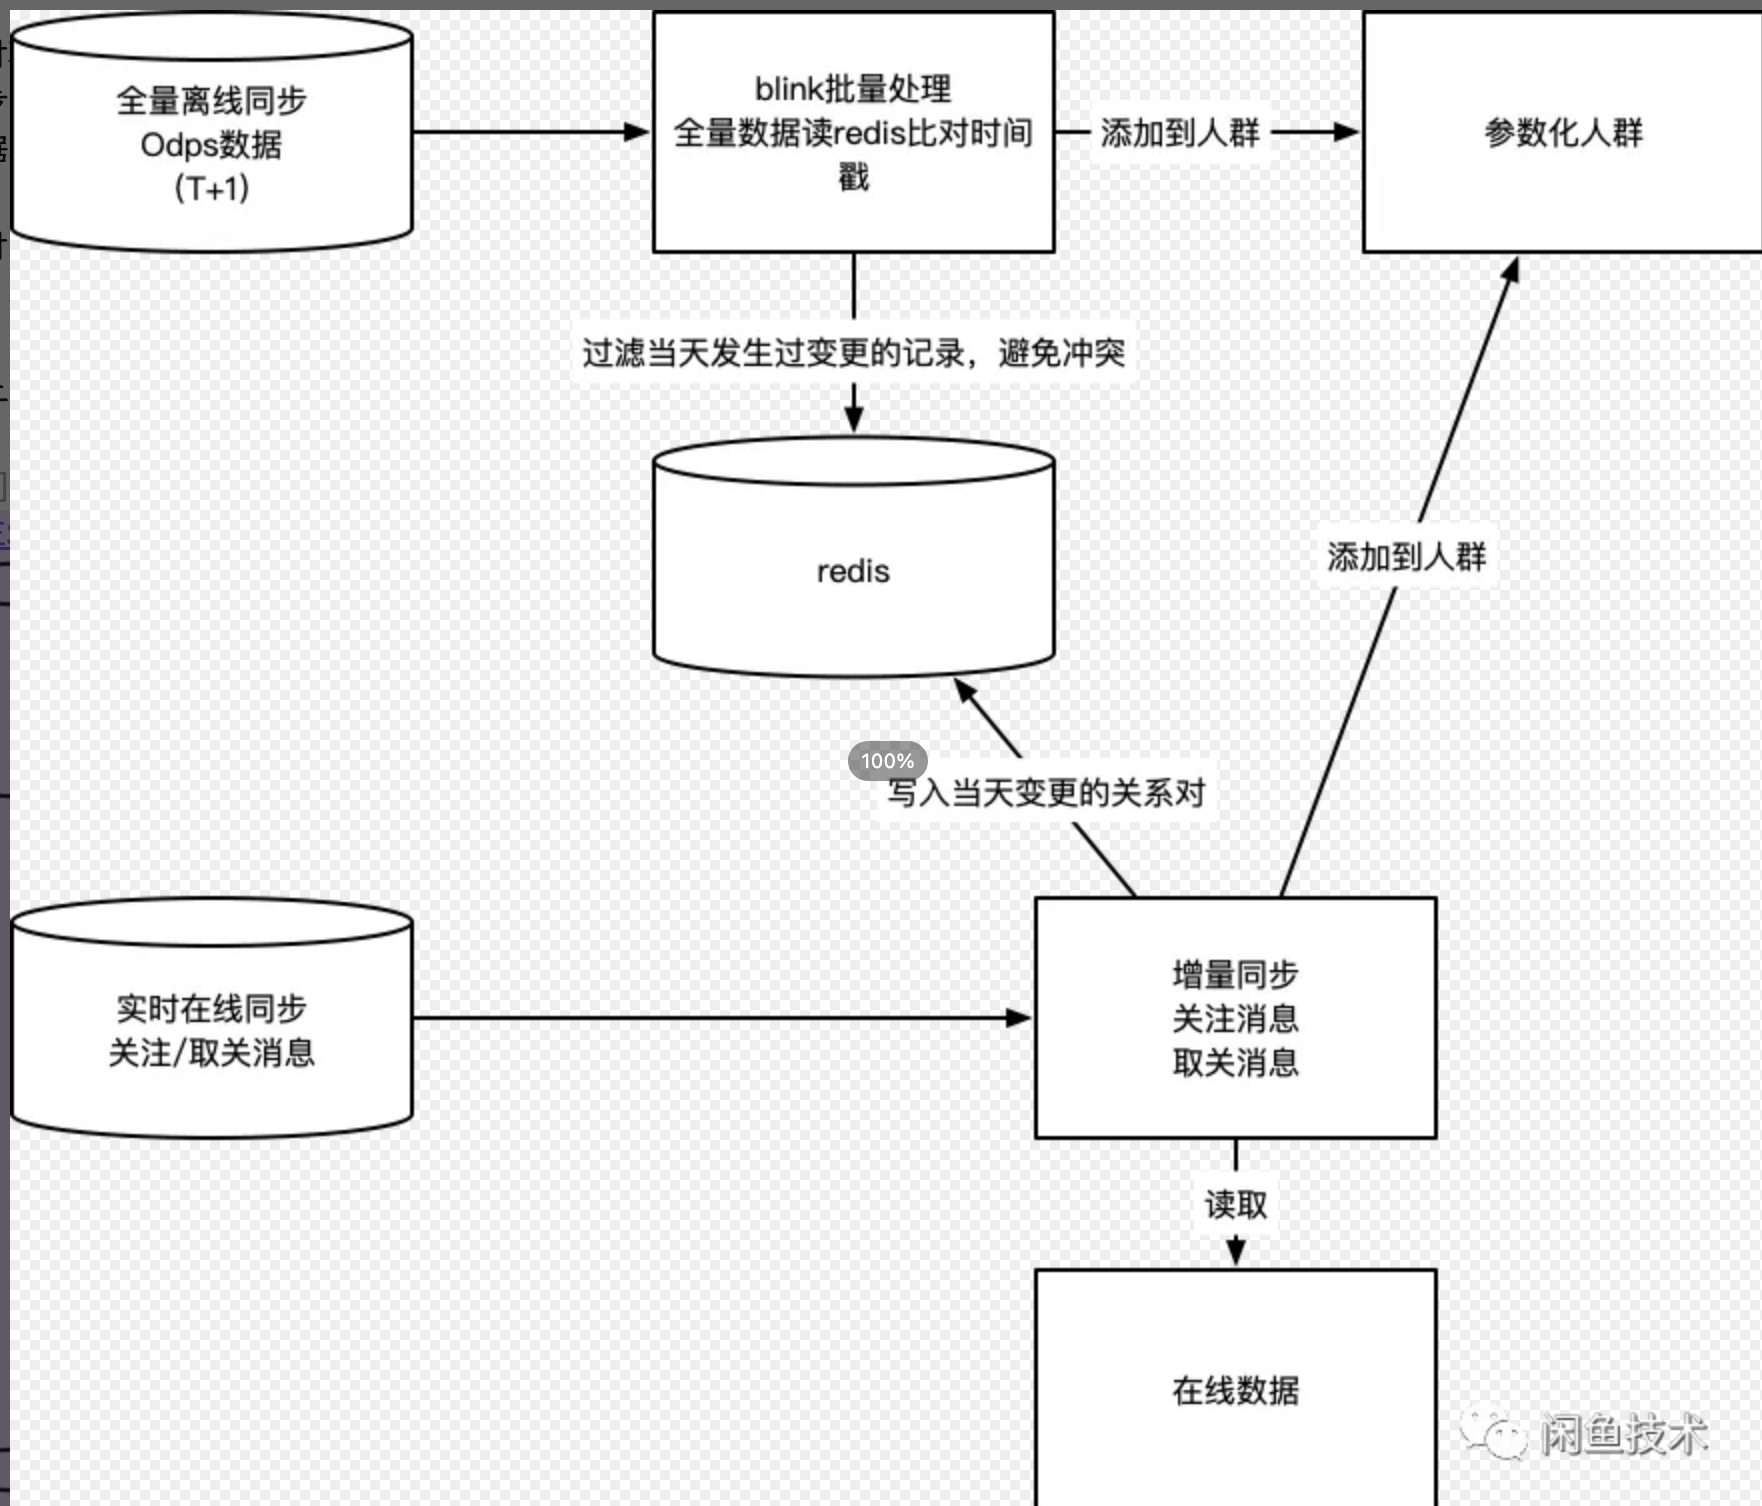 全量离线同步
Odps数据
(T+1)
blink批量处理
全量数据读redis比对时间
戳
添加到人群
参数化人群
过滤当天发生过变更的记录，避免冲突
redis
添加到人群
100%
写入当天变更的关系对
实时在线同步
关注/取关消息
增量同步
关注消息
取关消息
读取
在线数据
闲鱼技术